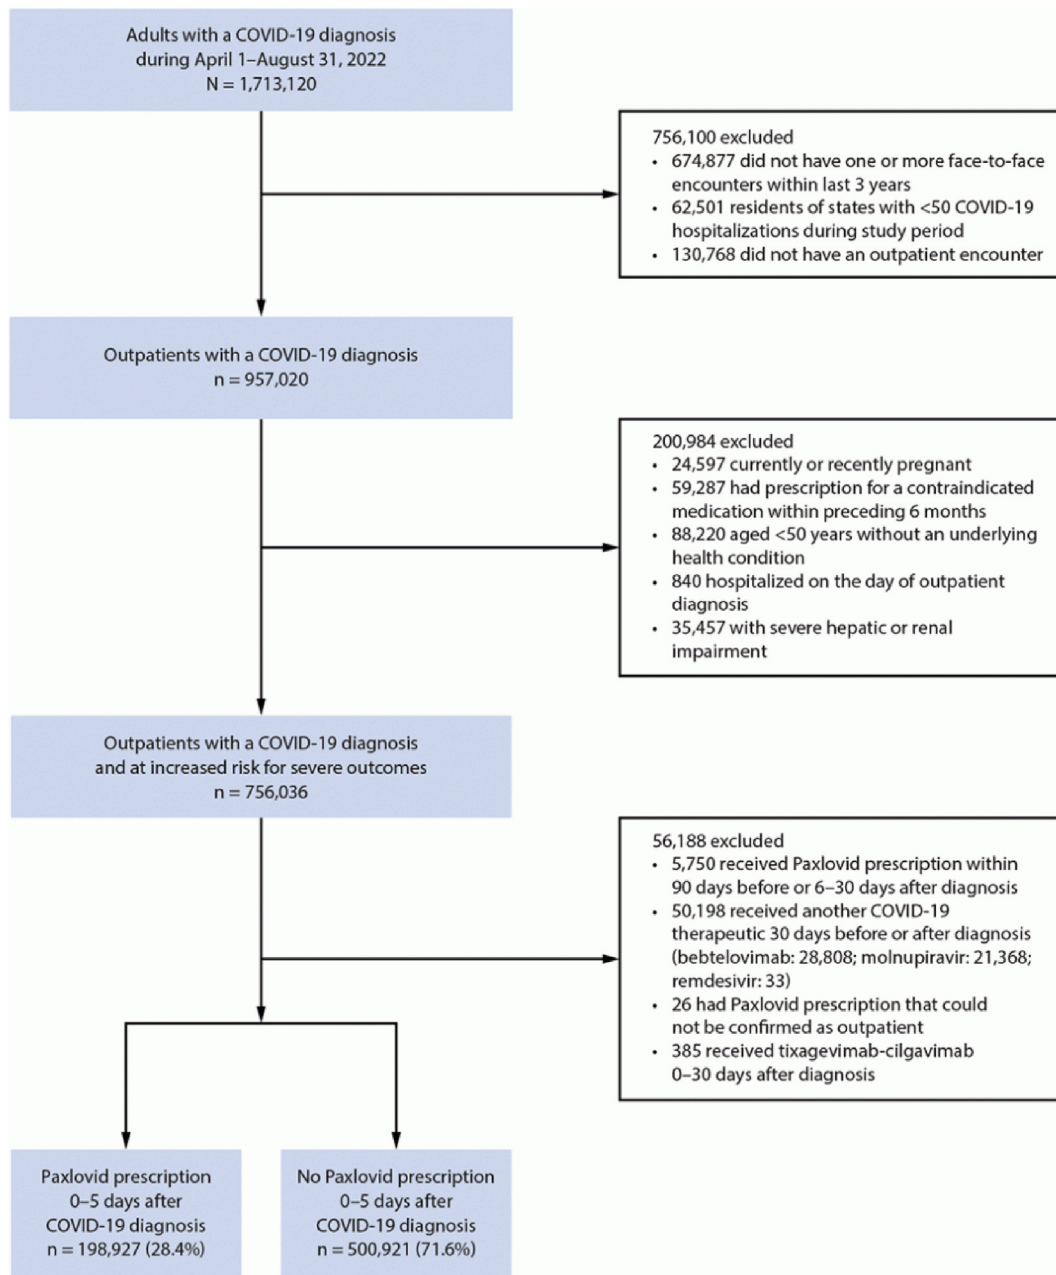 Adults with a COVID-19 diagnosis
during April 1–August 31, 2022
N = 1,713,120
756,100 excluded
• 674,877 did not have one or more face-to-face
encounters within last 3 years
• 62,501 residents of states with <50 COVID-19
hospitalizations during study period
• 130,768 did not have an outpatient encounter
Outpatients with a COVID-19 diagnosis
n = 957,020
200,984 excluded
• 24,597 currently or recently pregnant
• 59,287 had prescription for a contraindicated
medication within preceding 6 months
• 88,220 aged <50 years without an underlying
health condition
• 840 hospitalized on the day of outpatient
diagnosis
• 35,457 with severe hepatic or renal
impairment
Outpatients with a COVID-19 diagnosis
and at increased risk for severe outcomes
n = 756,036
56,188 excluded
• 5,750 received Paxlovid prescription within
90 days before or 6–30 days after diagnosis
• 50,198 received another COVID-19
therapeutic 30 days before or after diagnosis
(bebtelovimab: 28,808; molnupiravir: 21,368;
remdesivir: 33)
• 26 had Paxlovid prescription that could
not be confirmed as outpatient
• 385 received tixagevimab-cilgavimab
0–30 days after diagnosis
Paxlovid prescription
0–5 days after
COVID-19 diagnosis
n = 198,927 (28.4%)
No Paxlovid prescription
0–5 days after
COVID-19 diagnosis
n = 500,921 (71.6%)